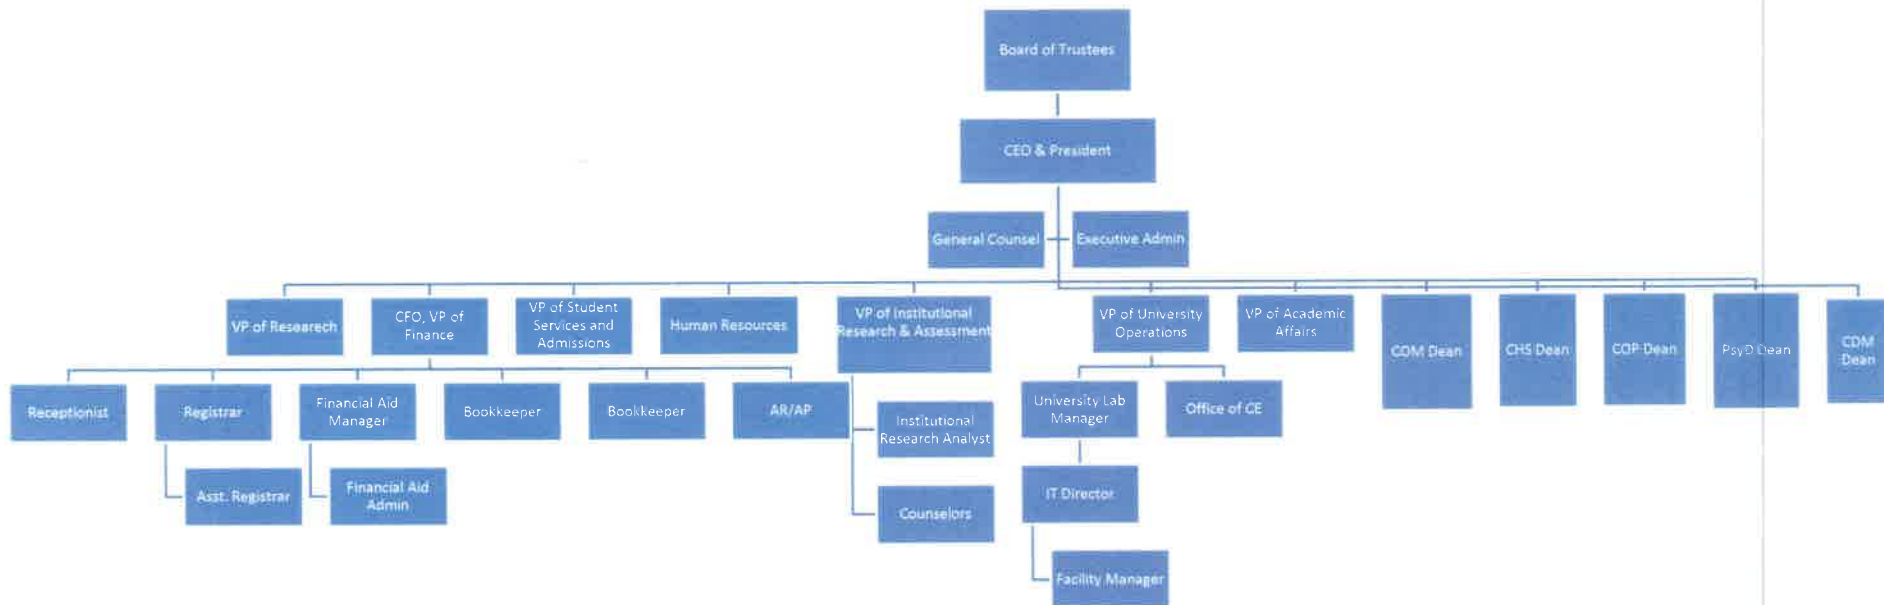 Board of Trustees
CEO & President
General Counsel
Executive Admin
VP of Researech
CFO, VP of
Finance
VP of Student
Services and
Admissions
Human Resources
VP of Institutional
Research & Assessment
VP of University
Operations
VP of Academic
Affairs
COM Dean
CHS Dean
COP Dean
PsyD Dean
CDM
Dean
Receptionist
Registrar
Financial Aid
Manager
Bookkeeper
Bookkeeper
AR/AP
Institutional
Research Analyst
University Lab
Manager
Office of CE
Asst. Registrar
Financial Aid
Admin
Counselors
IT Director
Facility Manager